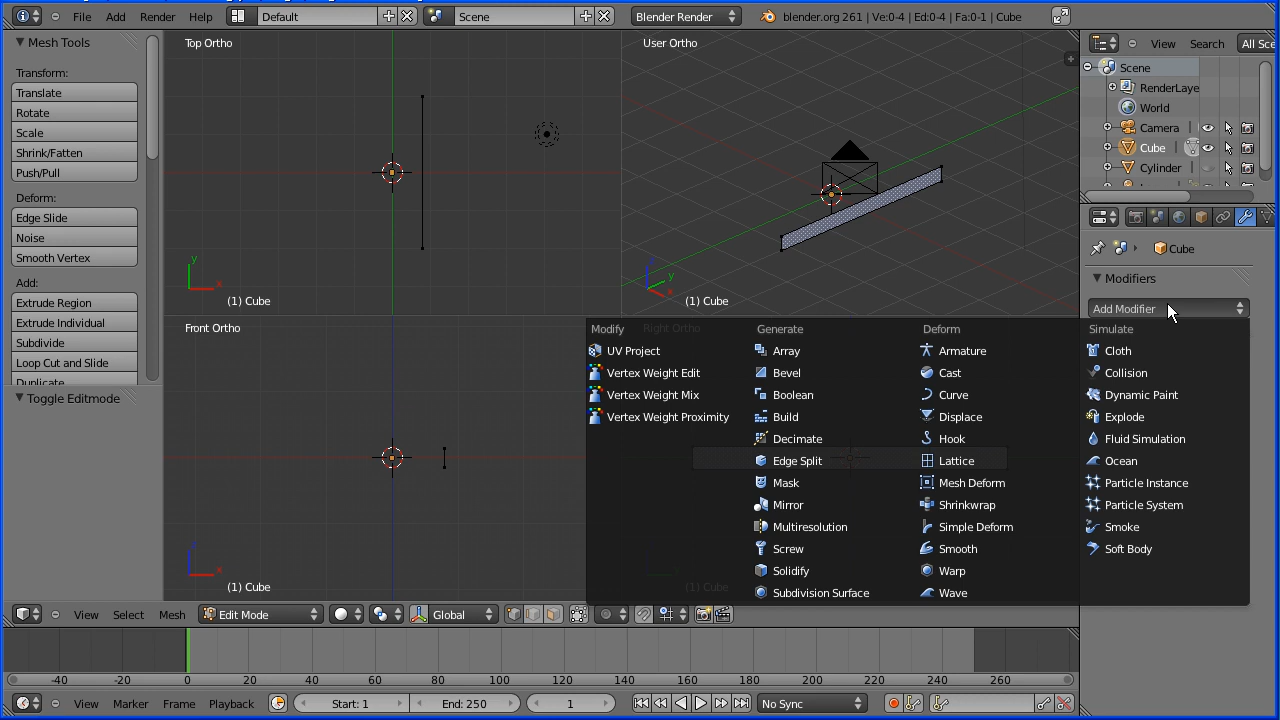 File Add Render Help Default Scene Blender Render blender.org 261 | Ve:0-4 | Ed:0-4 | Fa:0-1 | Cube
Mesh Tools
Transform:
Translate
Rotate
Scale
Shrink/Fatten
Push/Pull
Deform:
Edge Slide
Noise
Smooth Vertex
Add:
Extrude Region
Extrude Individual
Subdivide
Loop Cut and Slide
Duplicate
Toggle Editmode
Top Ortho
y
x
(1) Cube
User Ortho
y
x
(1) Cube
Front Ortho
x
(1) Cube
Right Ortho
(1) Cube
View Search All Sce
Scene
RenderLaye
World
Camera
Cube
Cylinder
Cube
Modifiers
Add Modifier
Modify
UV Project
Vertex Weight Edit
Vertex Weight Mix
Vertex Weight Proximity
Generate
Array
Bevel
Boolean
Build
Decimate
Edge Split
Mask
Mirror
Multiresolution
Screw
Solidify
Subdivision Surface
Deform
Armature
Cast
Curve
Displace
Hook
Lattice
Mesh Deform
Shrinkwrap
Simple Deform
Smooth
Warp
Wave
Simulate
Cloth
Collision
Dynamic Paint
Explode
Fluid Simulation
Ocean
Particle Instance
Particle System
Smoke
Soft Body
View Select Mesh Edit Mode Global
-40 -20 0 20 40 60 80 100 120 140 160 180 200 220 240 260
View Marker Frame Playback Start: 1 End: 250 1 No Sync